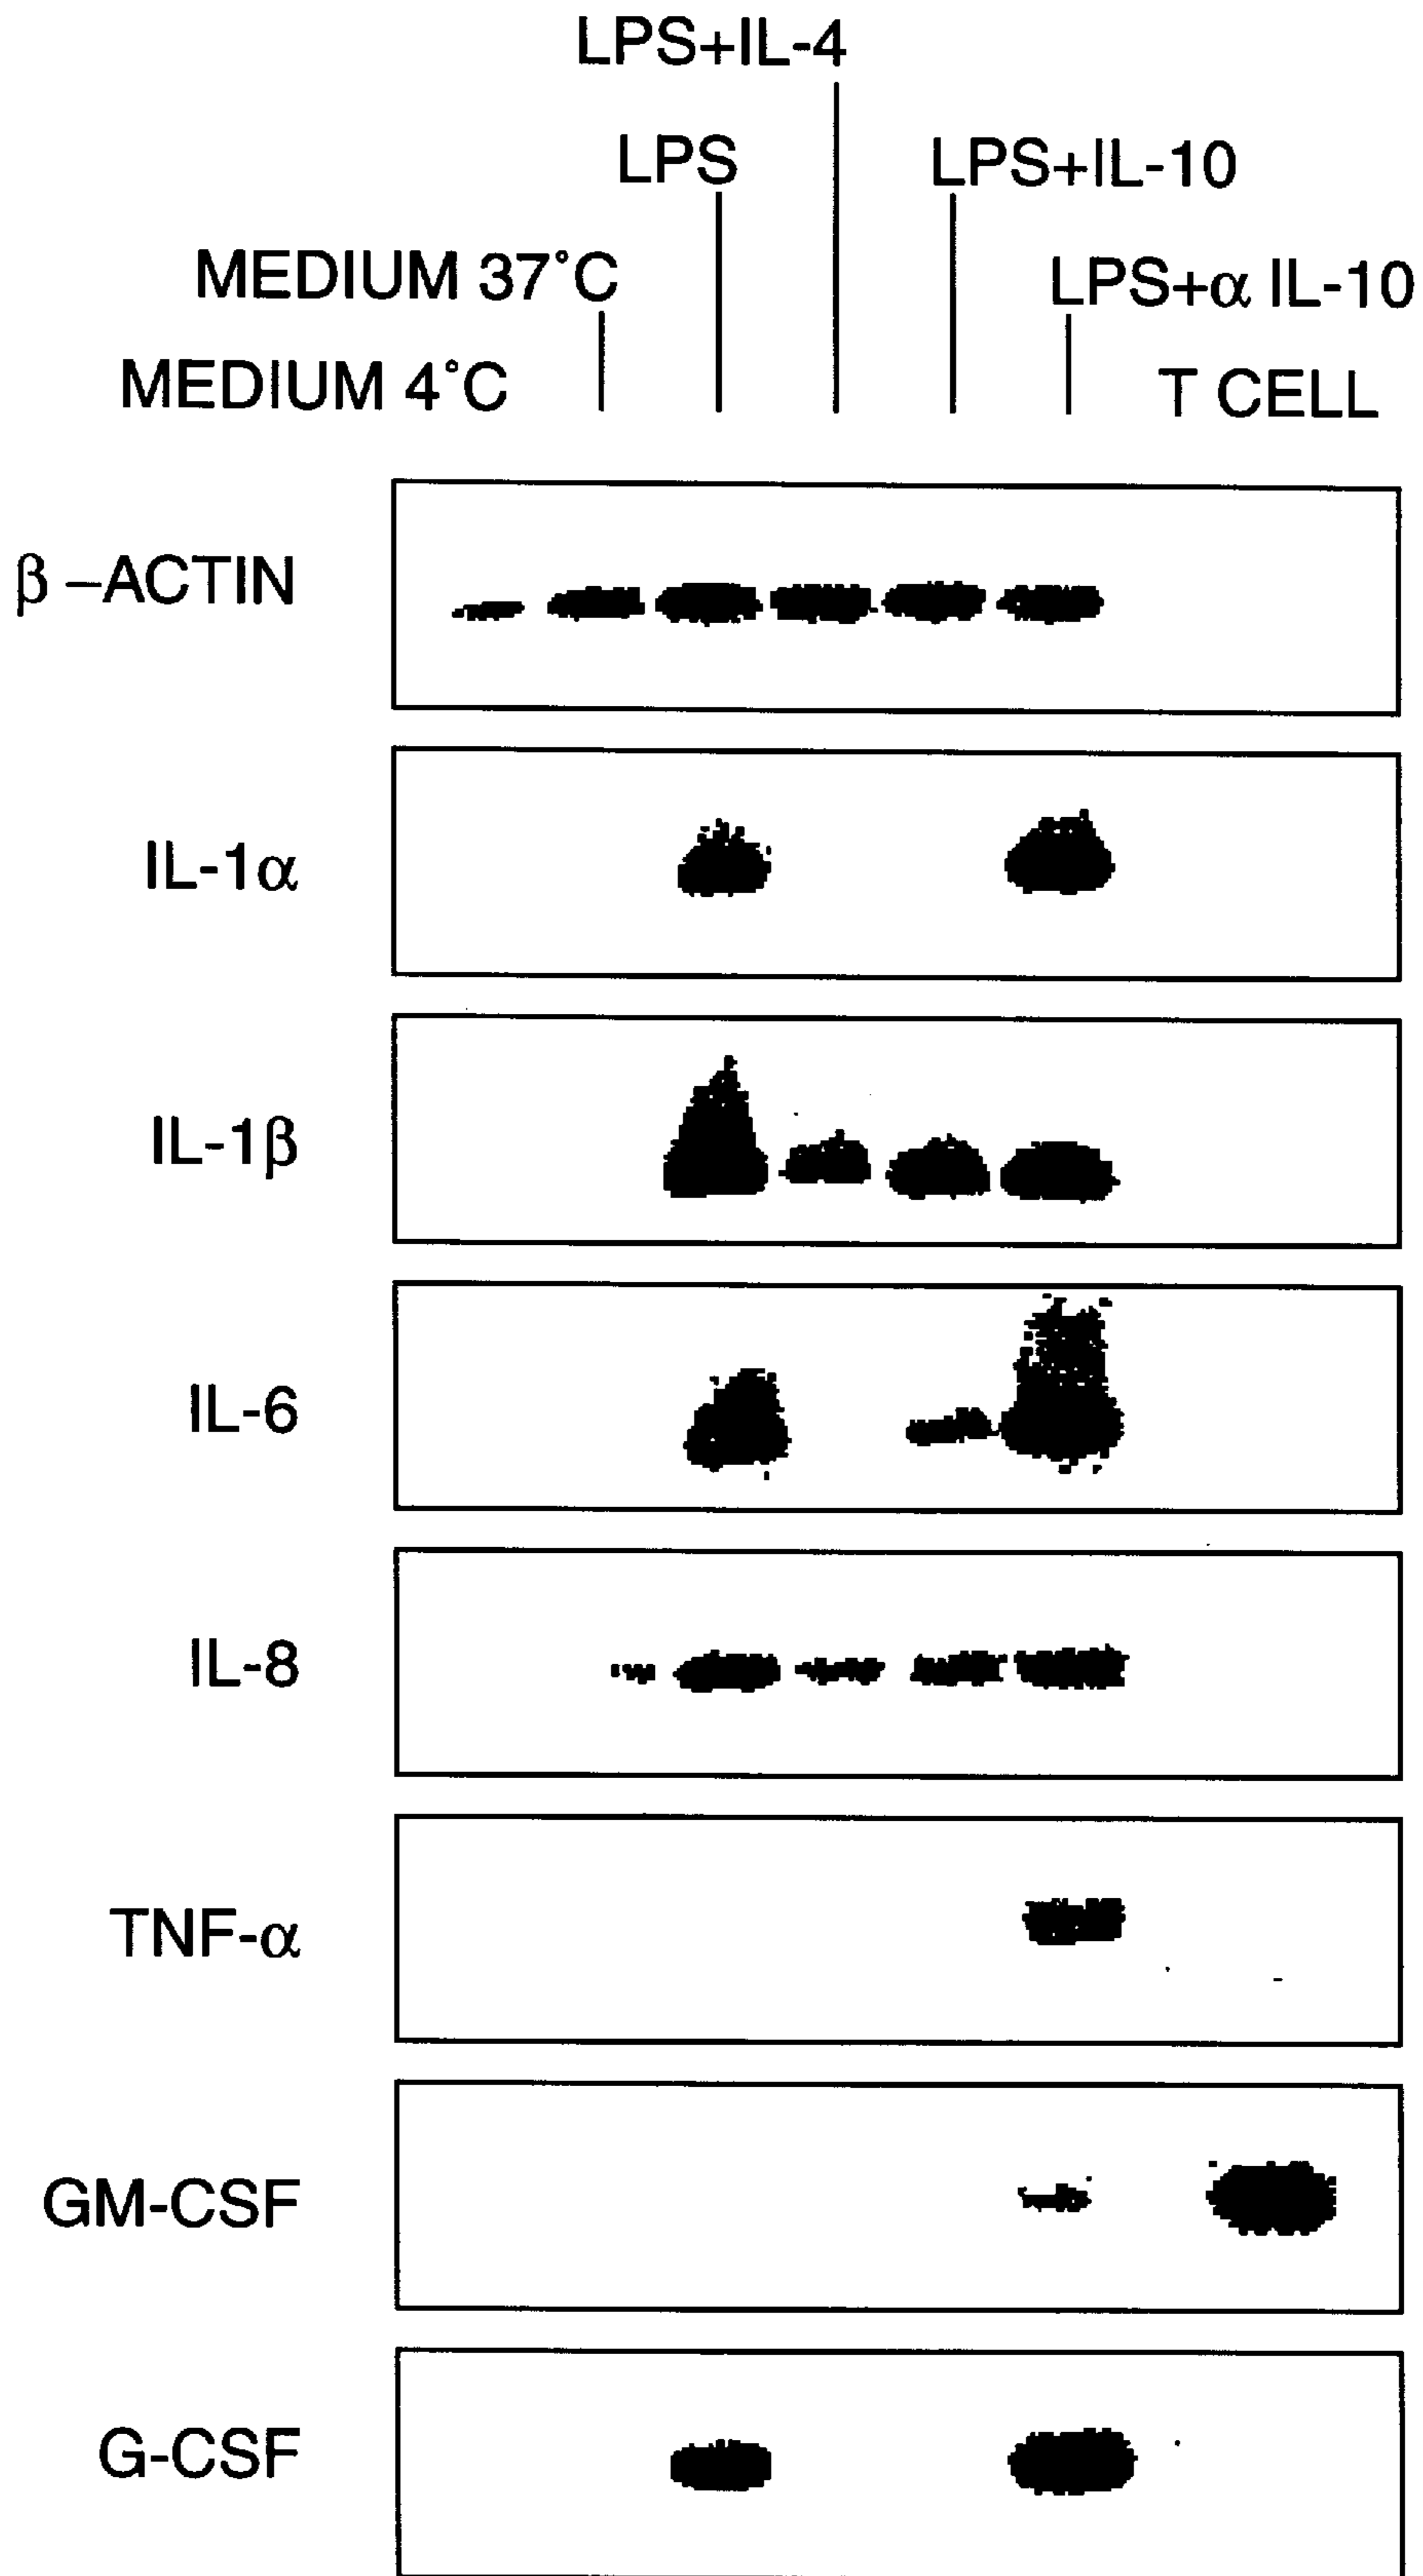 LPS+IL-4
LPS
LPS+IL-10
MEDIUM 37°C
LPS+α IL-10
MEDIUM 4°C
T CELL
β –ACTIN
IL-1α
IL-1β
IL-6
IL-8
TNF-α
GM-CSF
G-CSF